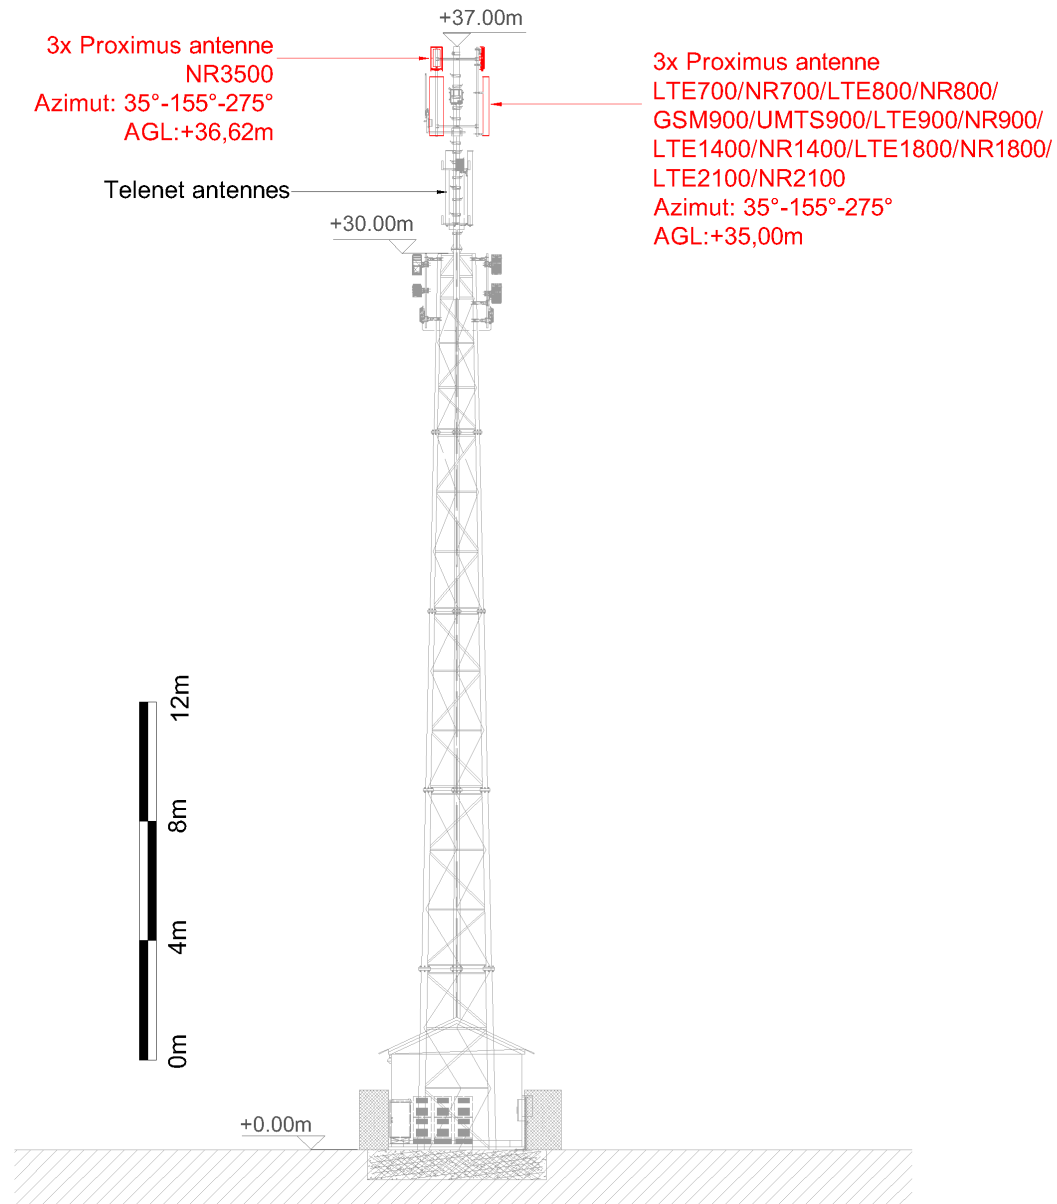 +37.00m
3x Proximus antenne
NR3500
Azimut: 35°-155°-275°
AGL:+36,62m
3x Proximus antenne
LTE700/NR700/LTE800/NR800/
GSM900/UMTS900/LTE900/NR900/
LTE1400/NR1400/LTE1800/NR1800/
LTE2100/NR2100
Azimut: 35°-155°-275°
AGL:+35,00m
Telenet antennes
+30.00m
12m
8m
4m
0m
+0.00m